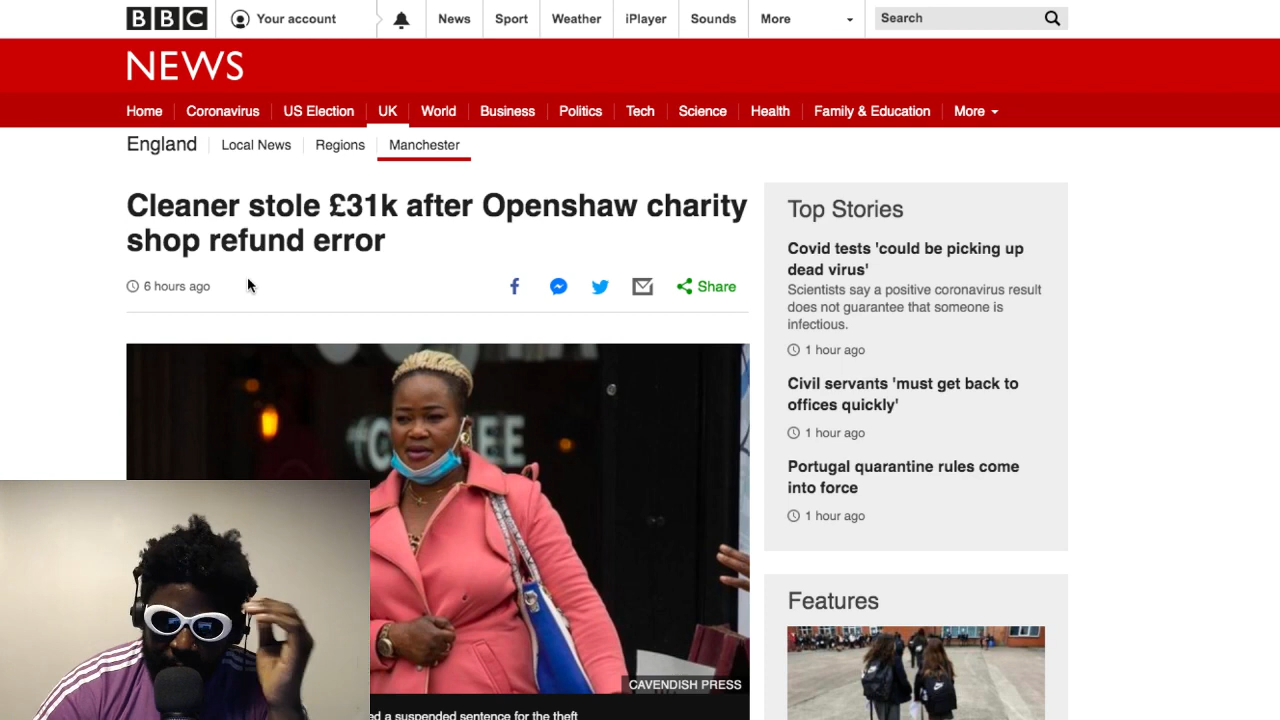 BBC Your account News Sport Weather iPlayer Sounds More Search
NEWS
Home Coronavirus US Election UK World Business Politics Tech Science Health Family & Education More
England Local News Regions Manchester
Cleaner stole £31k after Openshaw charity
shop refund error
6 hours ago Share
CAVENDISH PRESS
ed a suspended sentence for the theft
Top Stories
Covid tests 'could be picking up
dead virus'
Scientists say a positive coronavirus result
does not guarantee that someone is
infectious.
1 hour ago
Civil servants 'must get back to
offices quickly'
1 hour ago
Portugal quarantine rules come
into force
1 hour ago
Features